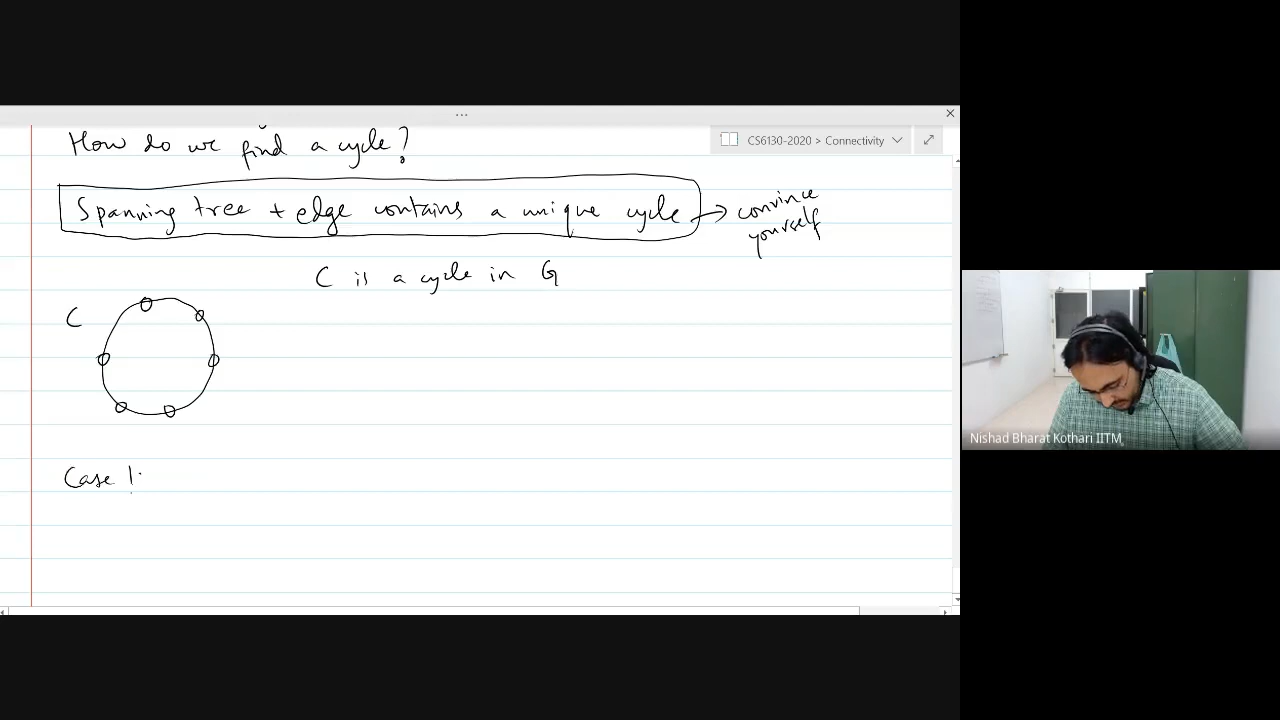 How do we find a cycle?
CS6130-2020 > Connectivity
Spanning tree + edge contains a unique cycle → convince
yourself
C is a cycle in G
C
Case 1:
Nishad Bharat Kothari IITM